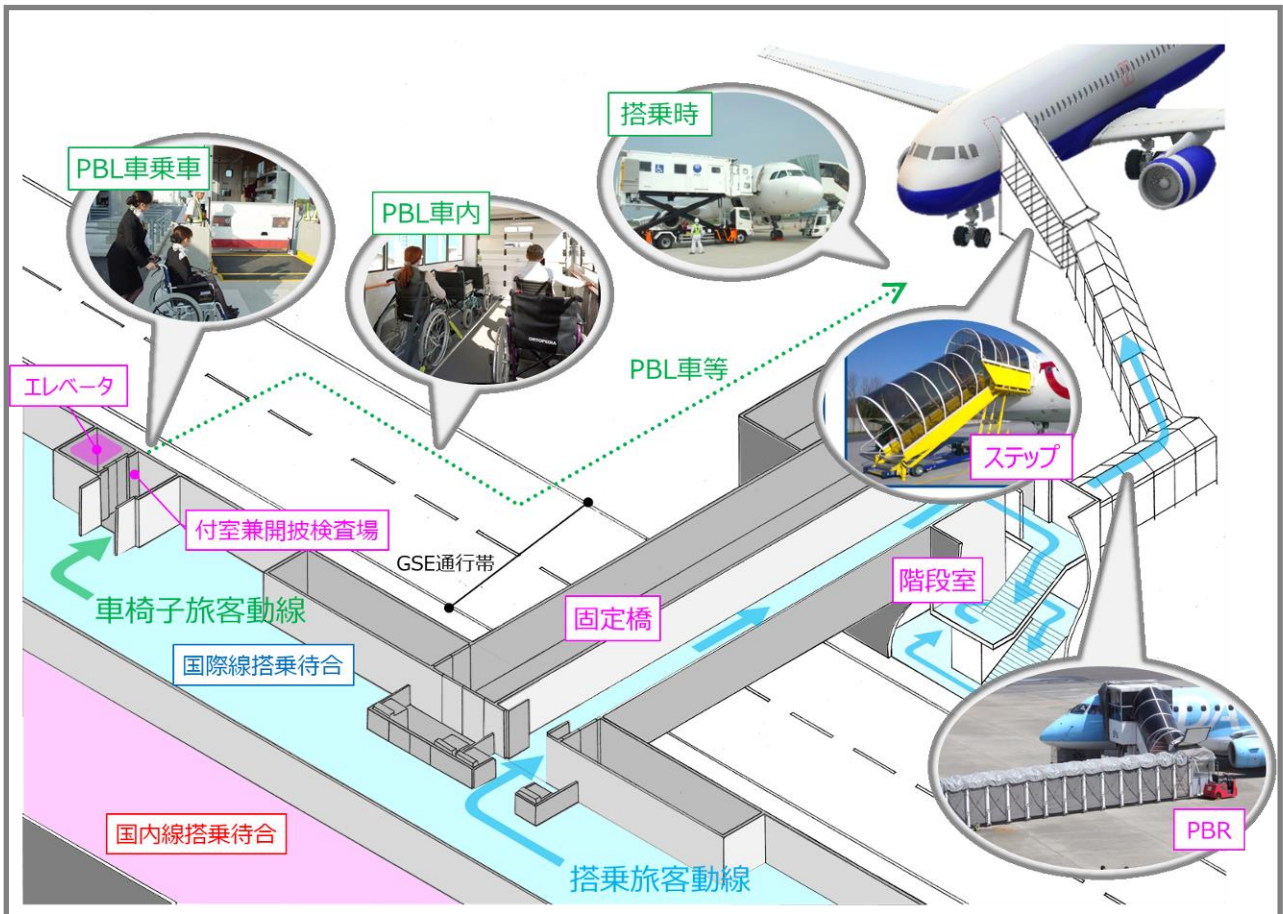 搭乗時
PBL車乗車
PBL車内
エレベータ
PBL車等
ステップ
付室兼開披検査場
GSE通行帯
階段室
車椅子旅客動線
固定橋
国際線搭乗待合
国内線搭乗待合
PBR
搭乗旅客動線